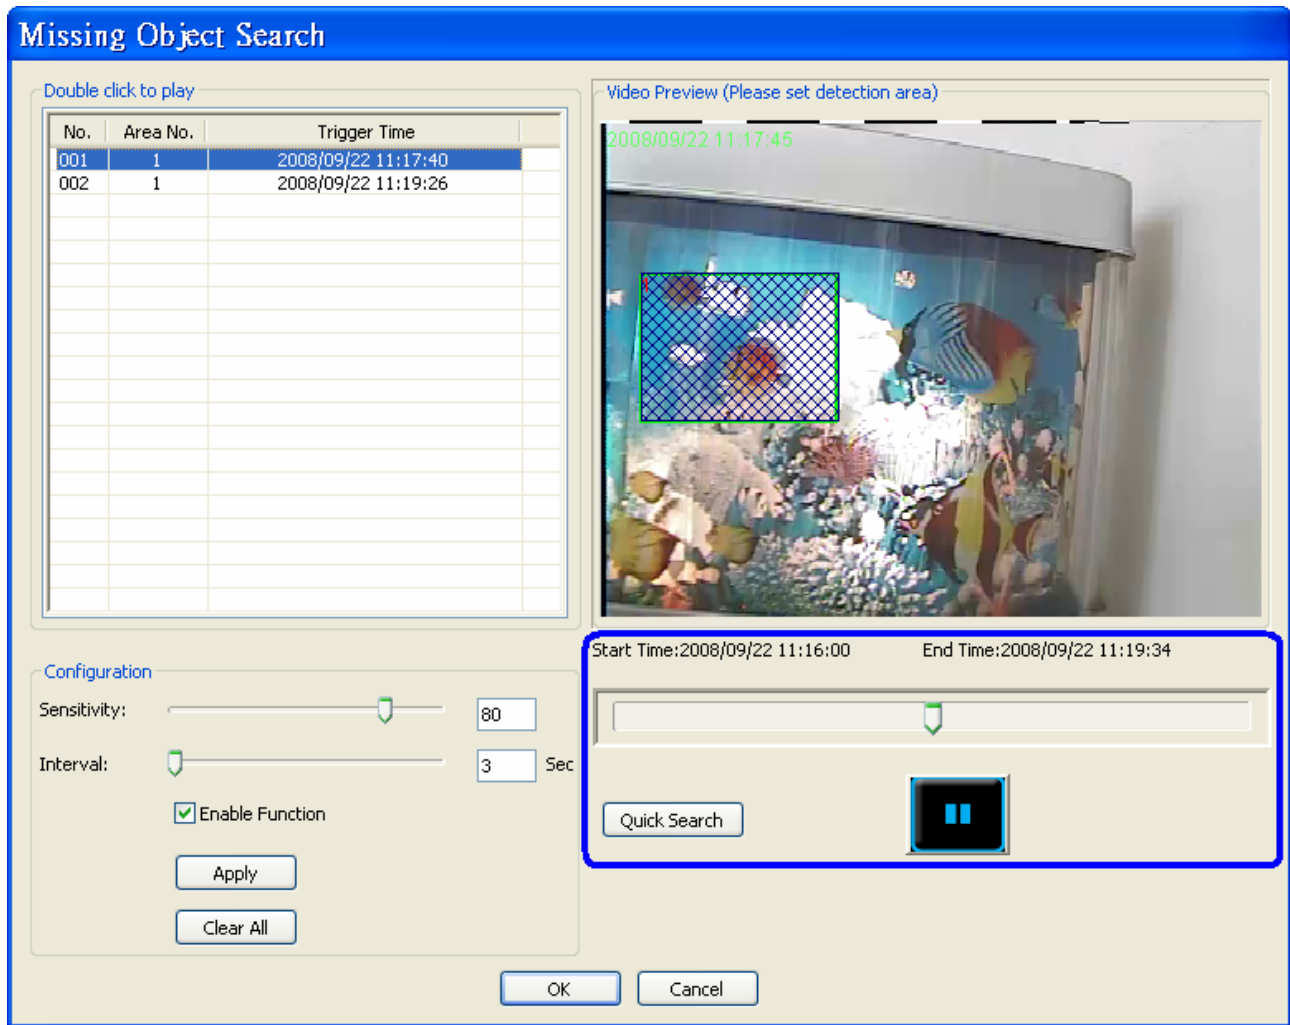 Missing Object Search
Double click to play
No. Area No. Trigger Time
001 1 2008/09/22 11:17:40
002 1 2008/09/22 11:19:26
Video Preview (Please set detection area)
2008/09/22 11:17:45
1
Start Time:2008/09/22 11:16:00 End Time:2008/09/22 11:19:34
Quick Search
Configuration
Sensitivity: 80
Interval: 3 Sec
Enable Function
Apply
Clear All
OK Cancel